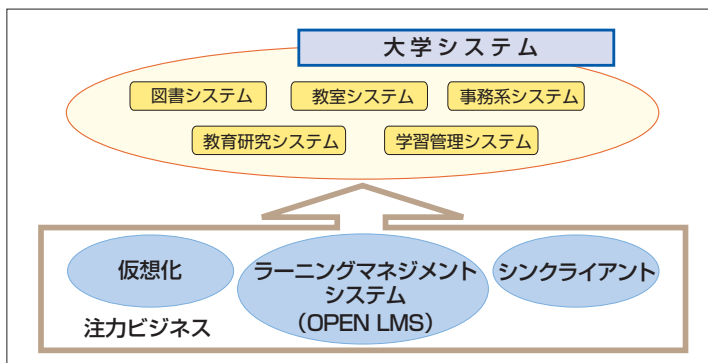 大学システム
図書システム
教室システム
事務系システム
教育研究システム
学習管理システム
仮想化
ラーニングマネジメント
システム
（OPEN LMS）
シンクライアント
注力ビジネス